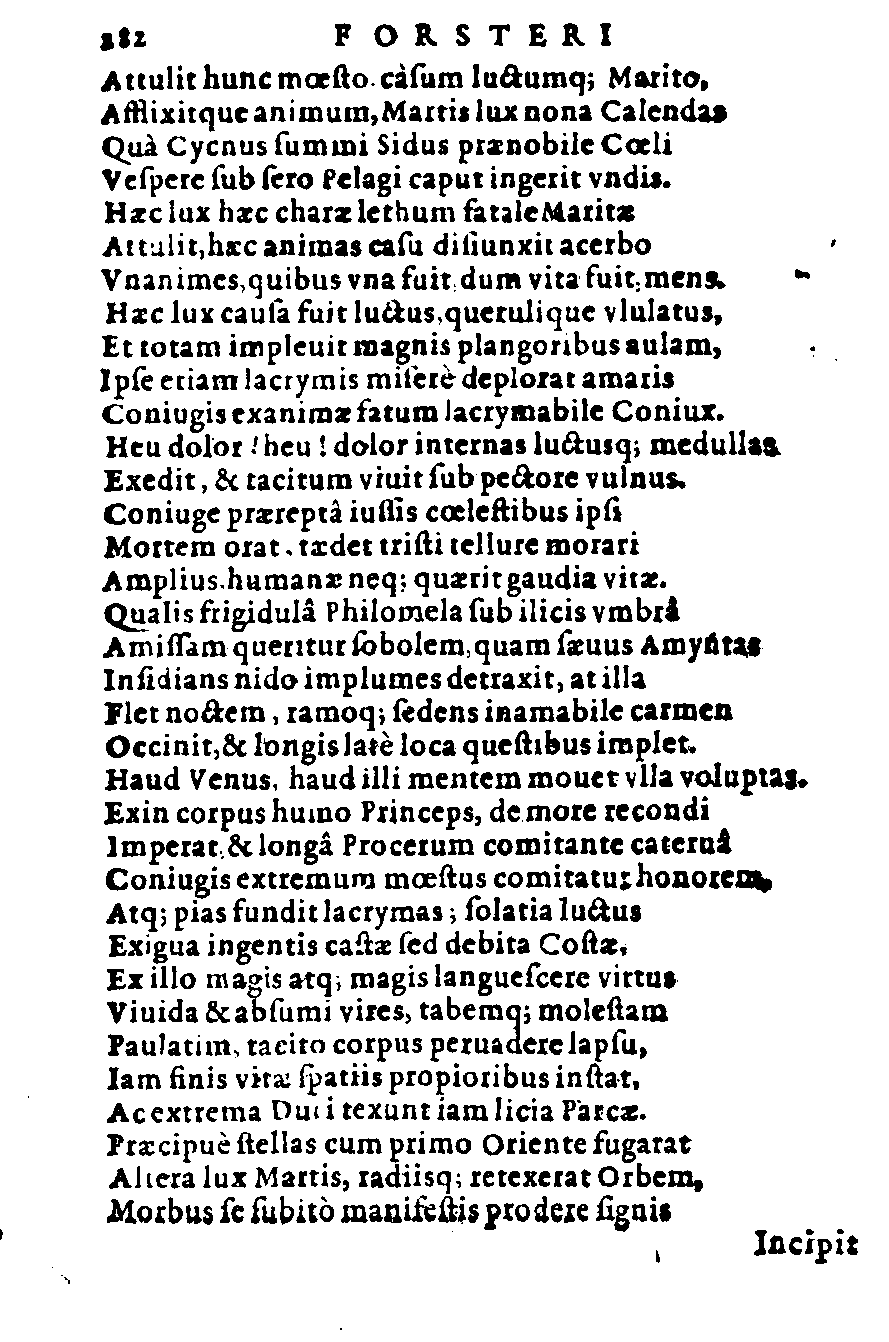 282 FORSTERI
Attulit hunc mœſto càſum luctumq; Marito,
Afflixitque animum, Martis lux nona Calendas
Quà Cycnus ſummi Sidus prænobile Cœli
Veſpere ſub ſero Pelagi caput ingerit vndis.
Hæc lux hæc charæ lethum fatale Maritæ
Attulit, hæc animas caſu diſiunxit acerbo
Vnanimes, quibus vna fuit, dum vita fuit, mens.
Hæc lux cauſa fuit luctus, querulique vlulatus,
Et totam impleuit magnis plangoribus aulam,
Ipſe etiam lacrymis miſerè deplorat amaris
Coniugis exanimæ fatum lacrymabile Coniux.
Heu dolor ! heu ! dolor internas luctusq; medullas
Exedit, & tacitum viuit ſub pectore vulnus.
Coniuge præreptâ iuſſis cœleſtibus ipſi
Mortem orat, tædet triſti tellure morari
Amplius, humanæ neq; quærit gaudia vitæ.
Qualis frigidulâ Philomela ſub ilicis vmbrâ
Amiſſam queritur ſobolem, quam ſæuus Amyntas
Inſidians nido implumes detraxit, at illa
Flet noctem, ramoq; ſedens inamabile carmen
Occinit, & longis latè loca queſtibus implet.
Haud Venus, haud illi mentem mouet vlla voluptas.
Exin corpus humo Princeps, de more recondi
Imperat, & longâ Procerum comitante cateruâ
Coniugis extremum mœſtus comitatur honorem,
Atq; pias fundit lacrymas ; ſolatia luctus
Exigua ingentis caſtæ ſed debita Coſtæ,
Ex illo magis atq; magis langueſcere virtus
Viuida & abſumi vires, tabemq; moleſtam
Paulatim, tacito corpus peruadere lapſu,
Iam finis vitæ ſpatiis propioribus inſtat,
Ac extrema Duci texunt iam licia Parcæ.
Præcipuè ſtellas cum primo Oriente fugarat
Altera lux Martis, radiisq; retexerat Orbem,
Morbus ſe ſubitò manifeſtis prodere ſignis
Incipit